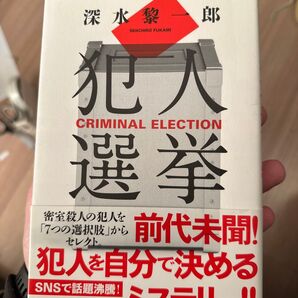 深水黎一郎
REIICHIRO FUKAMI
犯人
CRIMINAL ELECTION
選挙
密室殺人の犯人を
「7つの選択肢」から
セレクト
前代未聞!
犯人を自分で決める
SNSで話題沸騰!
ミステリー!!